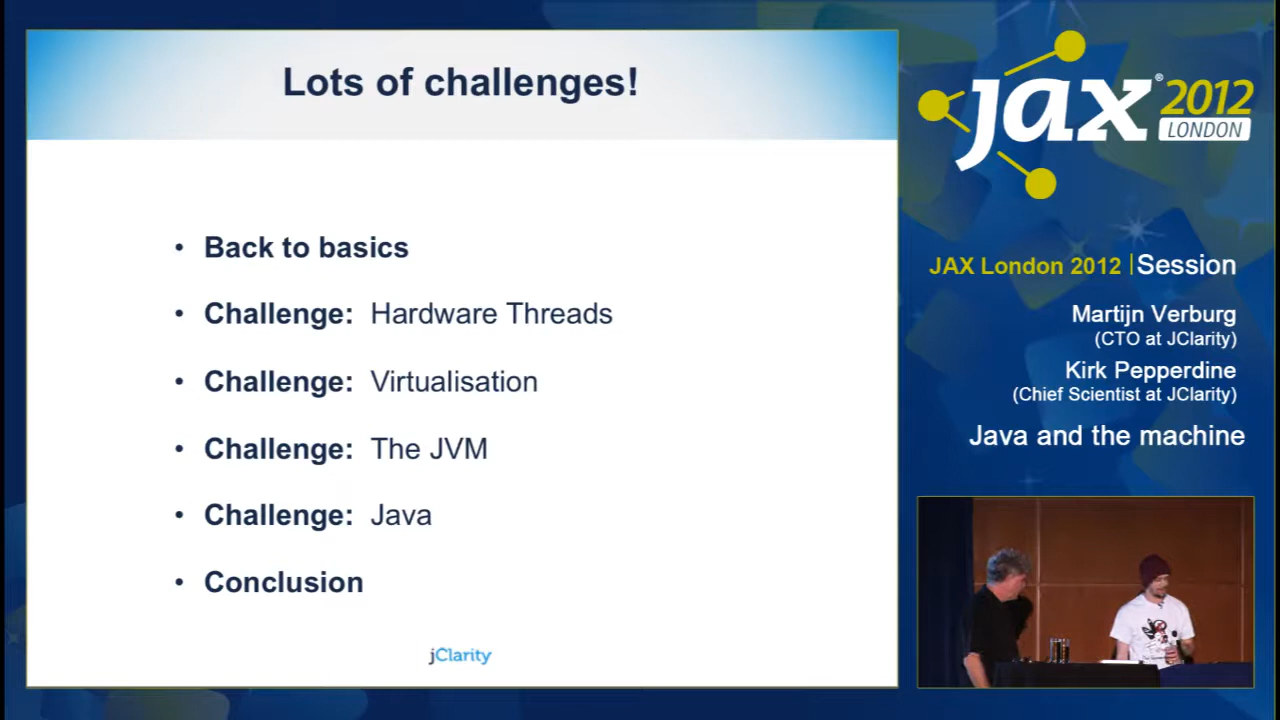 Lots of challenges!
• Back to basics
• Challenge: Hardware Threads
• Challenge: Virtualisation
• Challenge: The JVM
• Challenge: Java
• Conclusion
jClarity
jax® 2012
LONDON
JAX London 2012 | Session
Martijn Verburg
(CTO at JClarity)
Kirk Pepperdine
(Chief Scientist at JClarity)
Java and the machine